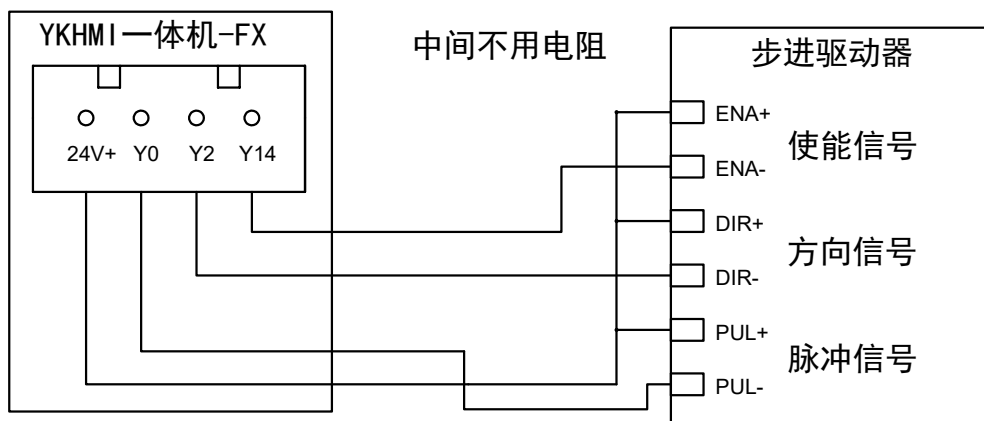 YKHMI一体机-FX
24V+ Y0 Y2 Y14
中间不用电阻
步进驱动器
ENA+
使能信号
ENA-
DIR+
方向信号
DIR-
PUL+
脉冲信号
PUL-